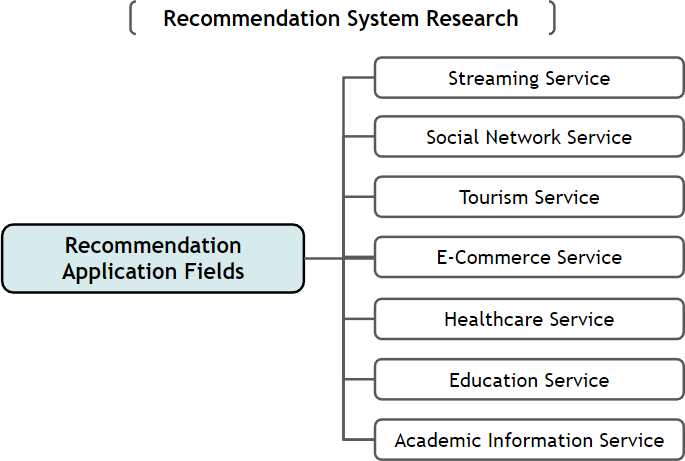 Recommendation System Research
Streaming Service
Social Network Service
Tourism Service
Recommendation
Application Fields
E-Commerce Service
Healthcare Service
Education Service
Academic Information Service